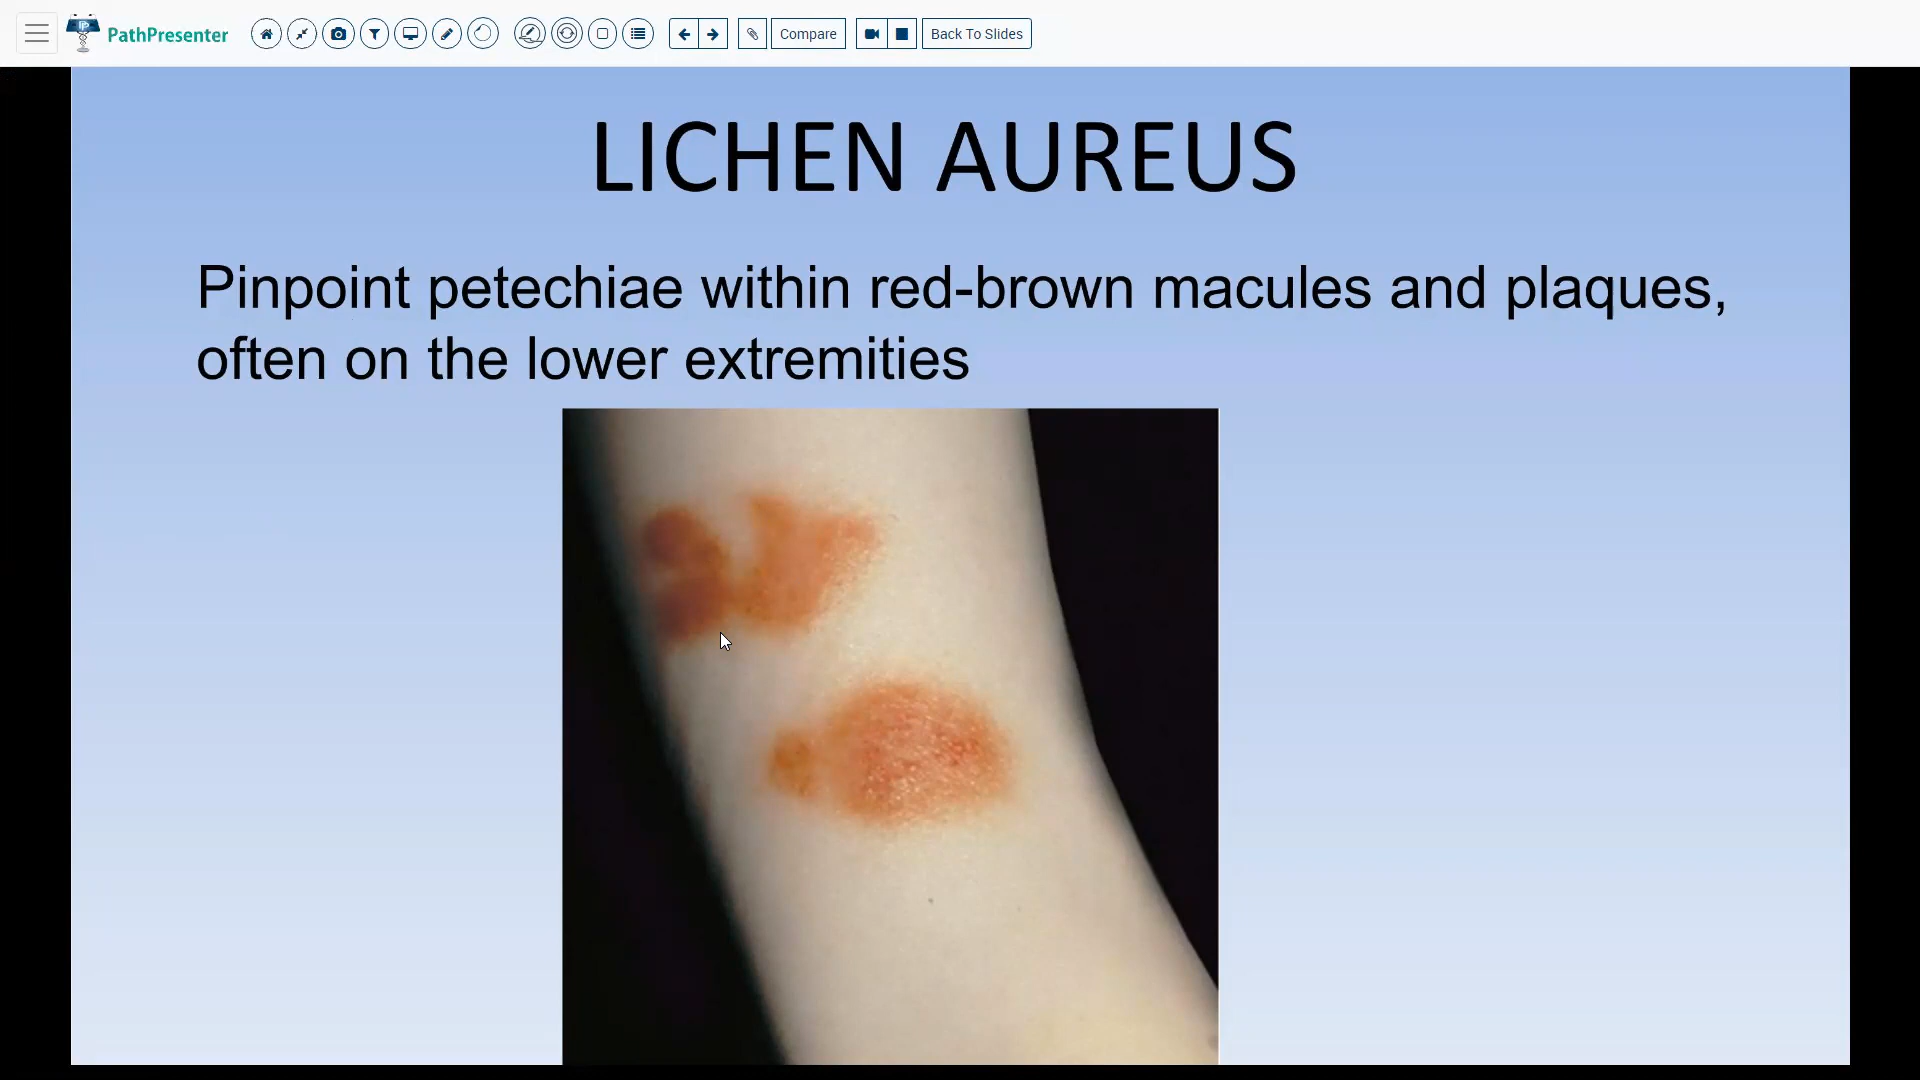 PathPresenter
Compare
Back To Slides
LICHEN AUREUS
Pinpoint petechiae within red-brown macules and plaques,
often on the lower extremities